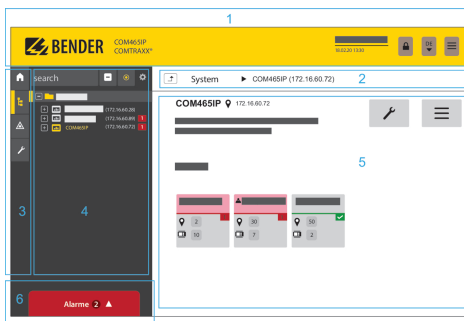 1
BENDER
COM465IP
COMTRAXX®
16.02.20 13:30
DE
search
System ► COM465IP (172.16.60.72)
2
(172.16.60.28)
(172.16.60.89) 1
COM465IP (172.16.60.72) 1
COM465IP 172.16.60.72
5
3
4
2
30
50
10
7
2
6
Alarme 2